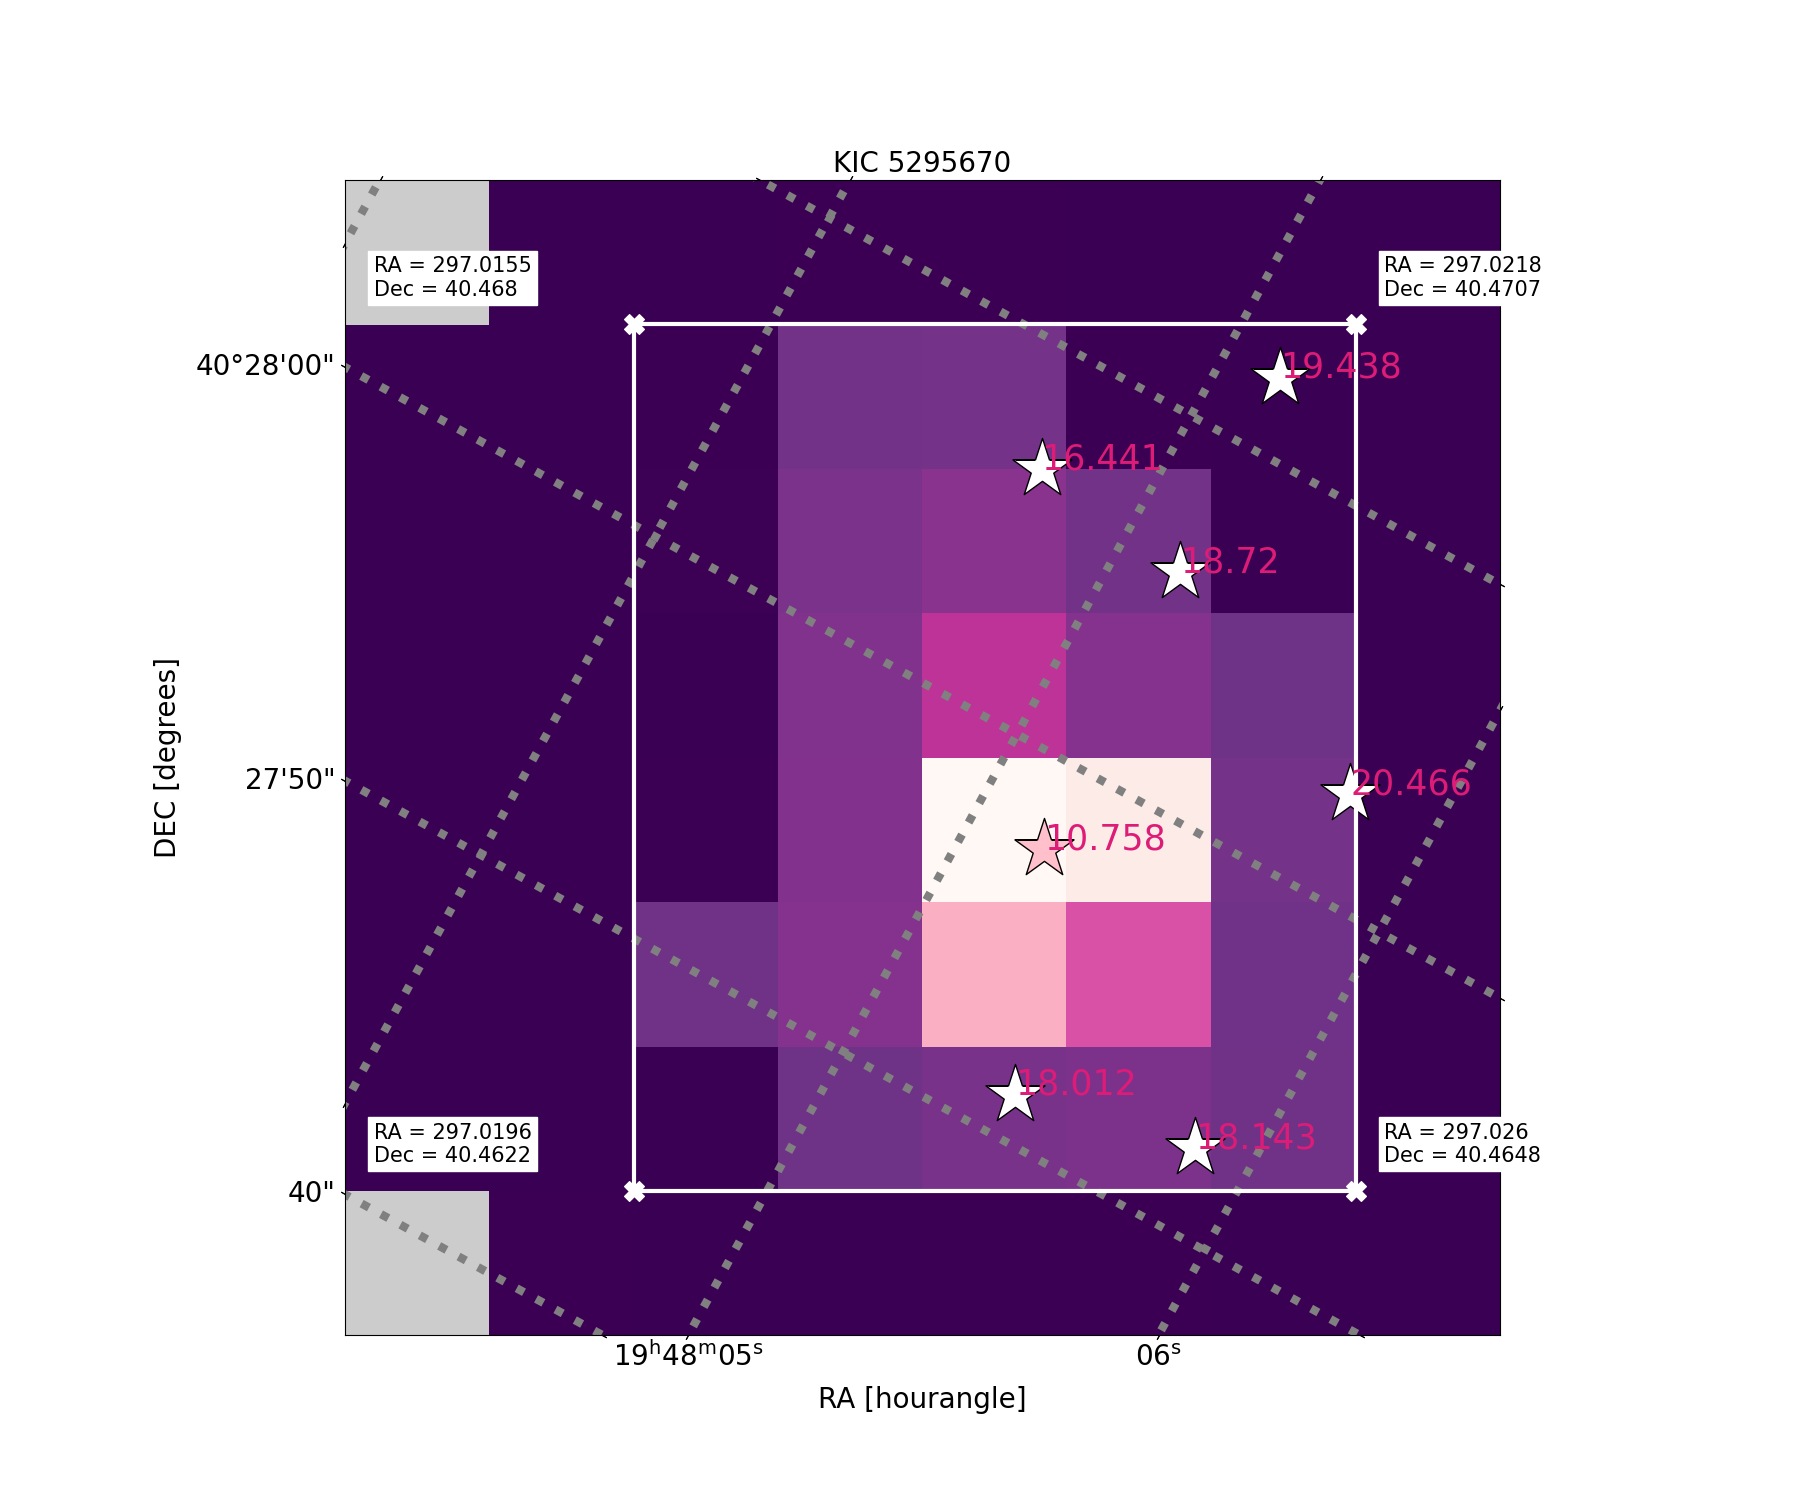 KIC 5295670
RA = 297.0155
Dec = 40.468
RA = 297.0218
Dec = 40.4707
40°28'00"
19.438
16.441
18.72
DEC [degrees]
27'50"
20.466
10.758
18.012
18.143
RA = 297.0196
Dec = 40.4622
RA = 297.026
Dec = 40.4648
40"
19ʰ48ᵐ05ˢ
06ˢ
RA [hourangle]